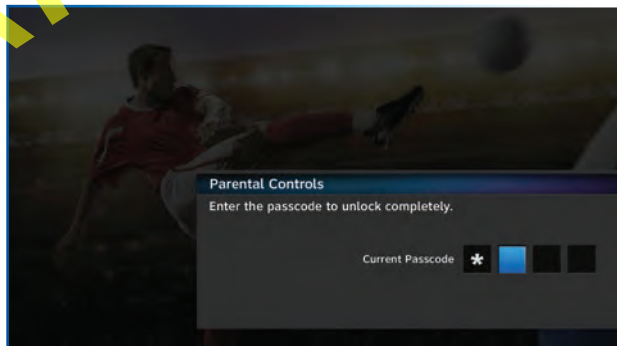 Parental Controls
Enter the passcode to unlock completely.
Current Passcode *